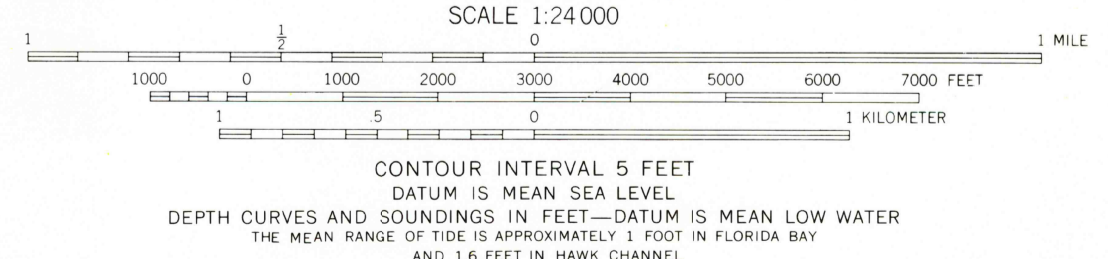 SCALE 1:24 000
1 1/2 0 1 MILE
1000 0 1000 2000 3000 4000 5000 6000 7000 FEET
1 .5 0 1 KILOMETER
CONTOUR INTERVAL 5 FEET
DATUM IS MEAN SEA LEVEL
DEPTH CURVES AND SOUNDINGS IN FEET—DATUM IS MEAN LOW WATER
THE MEAN RANGE OF TIDE IS APPROXIMATELY 1 FOOT IN FLORIDA BAY
AND 1.6 FEET IN HAWK CHANNEL